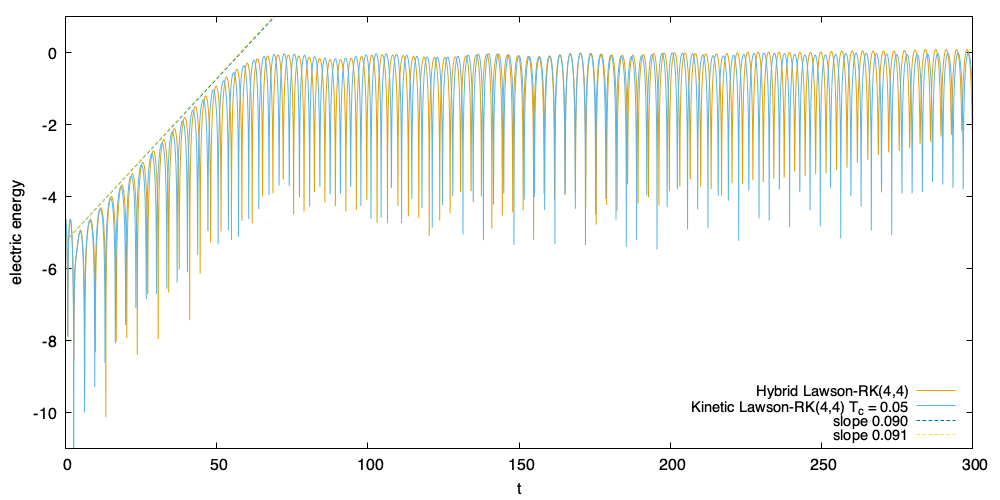 0
-2
-4
-6
-8
-10
electric energy
Hybrid Lawson-RK(4,4)
Kinetic Lawson-RK(4,4) Tc = 0.05
slope 0.090
slope 0.091
0 50 100 150 200 250 300
t